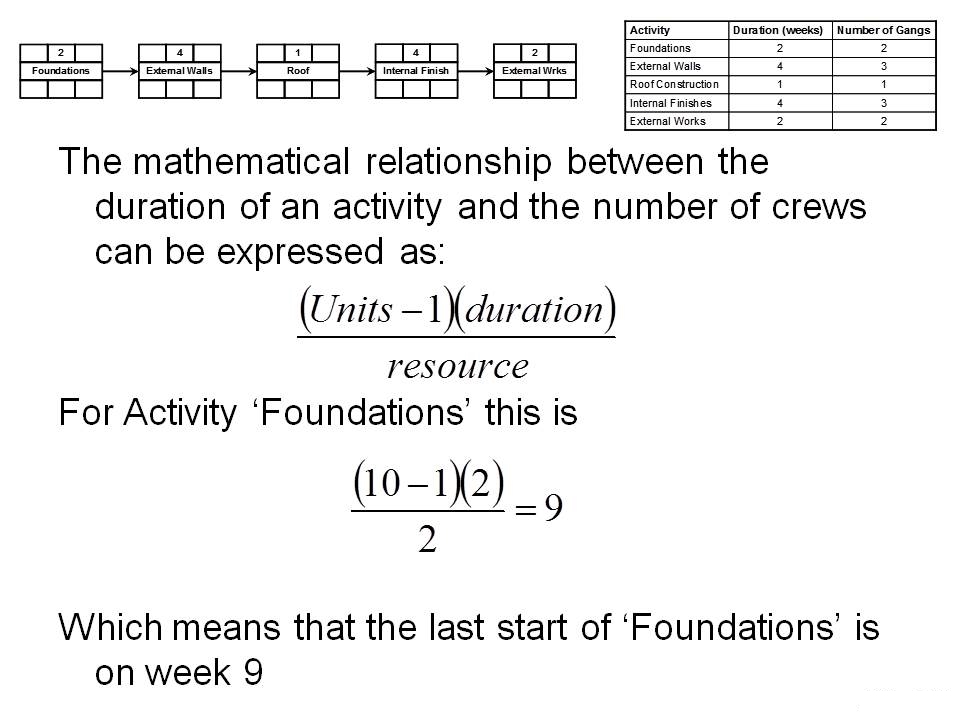 2 4 1 4 2
Foundations External Walls Roof Internal Finish External Wrks
Activity Duration (weeks) Number of Gangs
Foundations 2 2
External Walls 4 3
Roof Construction 1 1
Internal Finishes 4 3
External Works 2 2
The mathematical relationship between the
duration of an activity and the number of crews
can be expressed as:
(Units – 1)(duration)
resource
For Activity ‘Foundations’ this is
(10 – 1)(2)
2
= 9
Which means that the last start of ‘Foundations’ is
on week 9